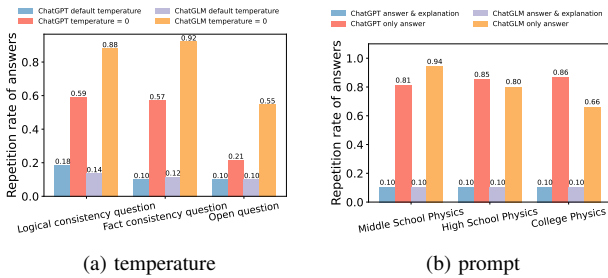 ChatGPT default temperature
ChatGLM default temperature
ChatGPT temperature = 0
ChatGLM temperature = 0
Repetition rate of answers
0.8
0.6
0.4
0.2
0.0
0.18
0.59
0.14
0.88
0.10
0.57
0.12
0.92
0.10
0.21
0.10
0.55
Logical consistency question
Fact consistency question
Open question
(a) temperature
ChatGPT answer & explanation
ChatGLM answer & explanation
ChatGPT only answer
ChatGLM only answer
Repetition rate of answers
1.0
0.8
0.6
0.4
0.2
0.0
0.10
0.81
0.10
0.94
0.10
0.85
0.10
0.80
0.10
0.86
0.10
0.66
Middle School Physics
High School Physics
College Physics
(b) prompt